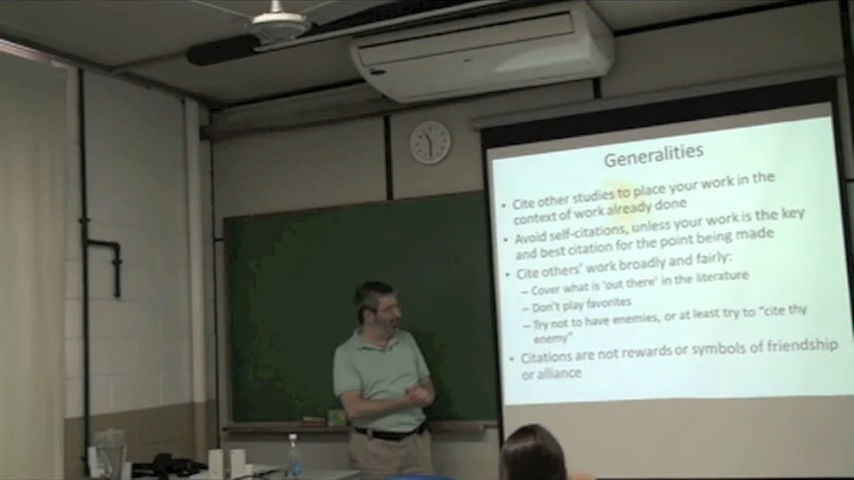 Generalities
• Cite other studies to place your work in the
context of work already done
• Avoid self-citations, unless your work is the key
and best citation for the point being made
• Cite others' work broadly and fairly:
– Cover what is 'out there' in the literature
– Don't play favorites
– Try not to have enemies, or at least try to "cite thy
enemy"
• Citations are not rewards or symbols of friendship
or alliance